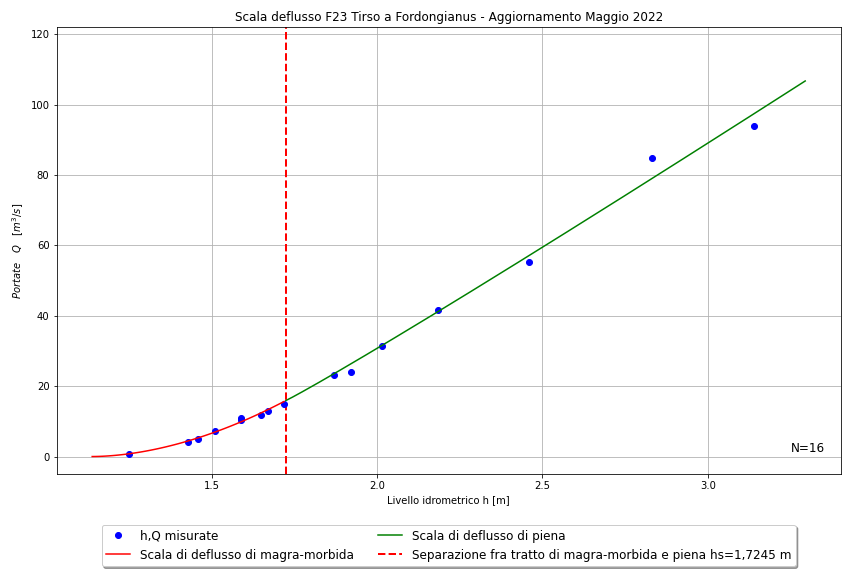 Scala deflusso F23 Tirso a Fordongianus - Aggiornamento Maggio 2022
120
100
80
60
40
20
0
Portate Q [m³/s]
1.5
2.0
2.5
3.0
N=16
Livello idrometrico h [m]
h,Q misurate
Scala di deflusso di magra-morbida
Scala di deflusso di piena
Separazione fra tratto di magra-morbida e piena hs=1,7245 m